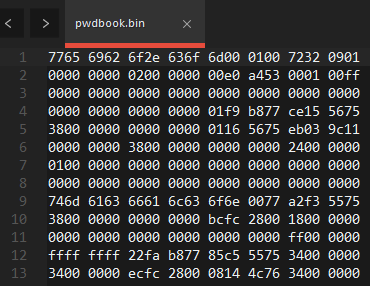 pwdbook.bin
1 7765 6962 6f2e 636f 6d00 0100 7232 0901
2 0000 0000 0200 0000 00e0 a453 0001 00ff
3 0000 0000 0000 0000 0000 0000 0000 0000
4 0000 0000 0000 0000 01f9 b877 ce15 5675
5 3800 0000 0000 0000 0116 5675 eb03 9c11
6 0000 0000 3800 0000 0000 0000 2400 0000
7 0100 0000 0000 0000 0000 0000 0000 0000
8 0000 0000 0000 0000 0000 0000 0000 0000
9 746d 6163 6661 6c63 6f6e 0077 a2f3 5575
10 3800 0000 0000 0000 bcfc 2800 1800 0000
11 0000 0000 0000 0000 0000 0000 ff00 0000
12 ffff ffff 22fa b877 85c5 5575 3400 0000
13 3400 0000 ecfc 2800 0814 4c76 3400 0000